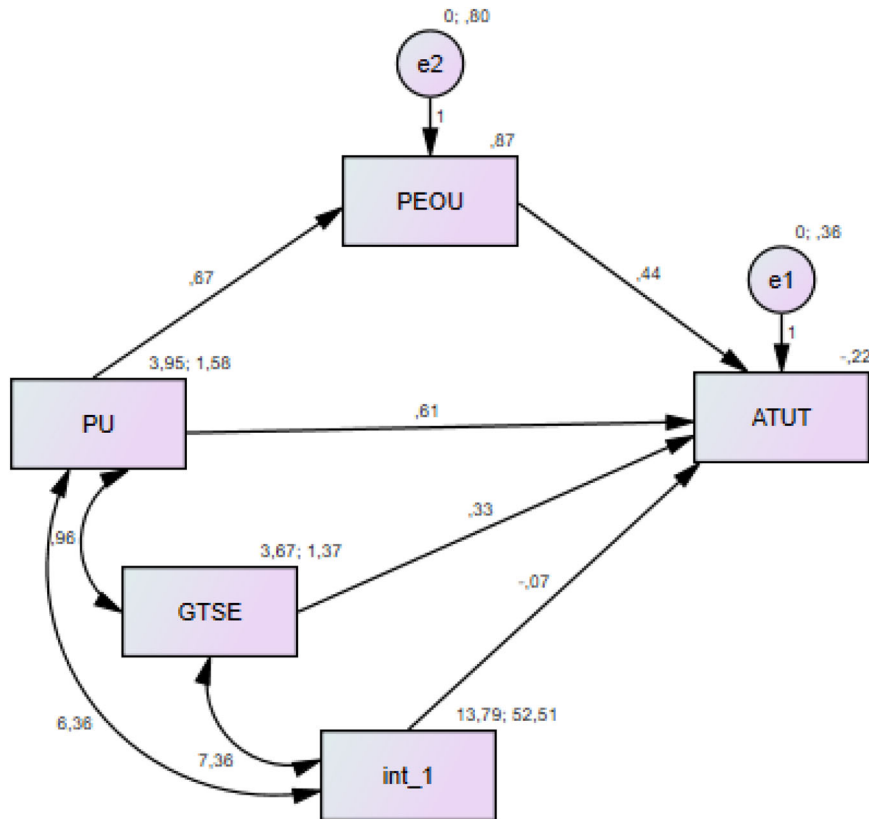 0; ,80
e2
1
,87
PEOU
0; ,36
e1
,67
,44
1
3,95; 1,58
-,22
PU
,61
ATUT
,96
3,67; 1,37
,33
GTSE
-,07
6,36
7,36
13,79; 52,51
int_1